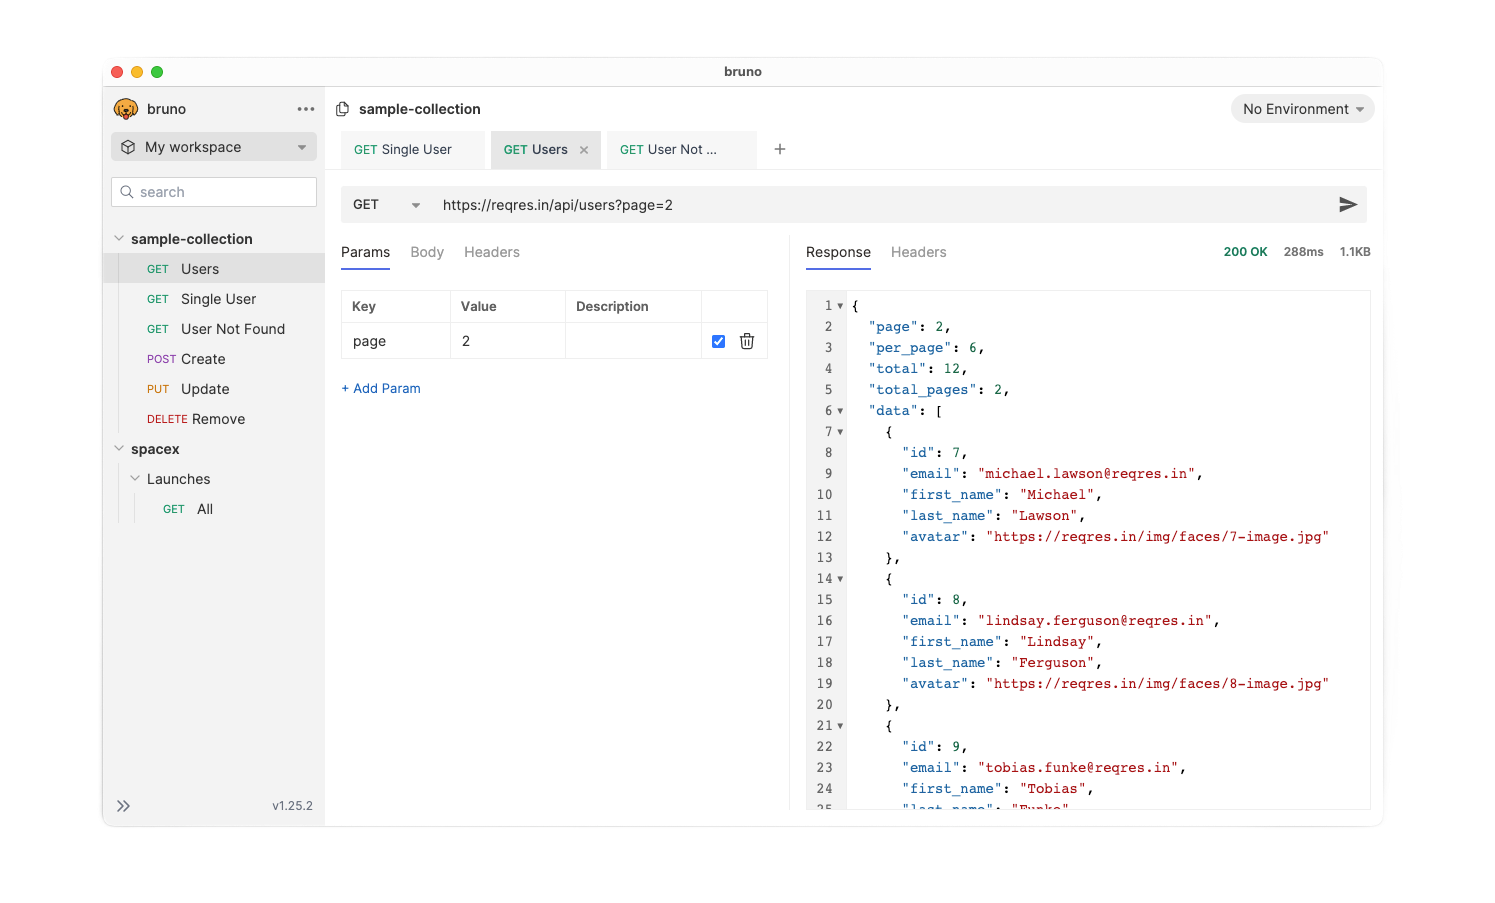 bruno
bruno
My workspace
search
sample-collection
GET Users
GET Single User
GET User Not Found
POST Create
PUT Update
DELETE Remove
spacex
Launches
GET All
v1.25.2
sample-collection
No Environment
GET Single User
GET Users
GET User Not ...
GET
https://reqres.in/api/users?page=2
Params Body Headers
Key Value Description
page 2
+ Add Param
Response Headers
200 OK 288ms 1.1KB
1 {
2 "page": 2,
3 "per_page": 6,
4 "total": 12,
5 "total_pages": 2,
6 "data": [
7 {
8 "id": 7,
9 "email": "michael.lawson@reqres.in",
10 "first_name": "Michael",
11 "last_name": "Lawson",
12 "avatar": "https://reqres.in/img/faces/7-image.jpg"
13 },
14 {
15 "id": 8,
16 "email": "lindsay.ferguson@reqres.in",
17 "first_name": "Lindsay",
18 "last_name": "Ferguson",
19 "avatar": "https://reqres.in/img/faces/8-image.jpg"
20 },
21 {
22 "id": 9,
23 "email": "tobias.funke@reqres.in",
24 "first_name": "Tobias",
25 "last_name": "Funke"